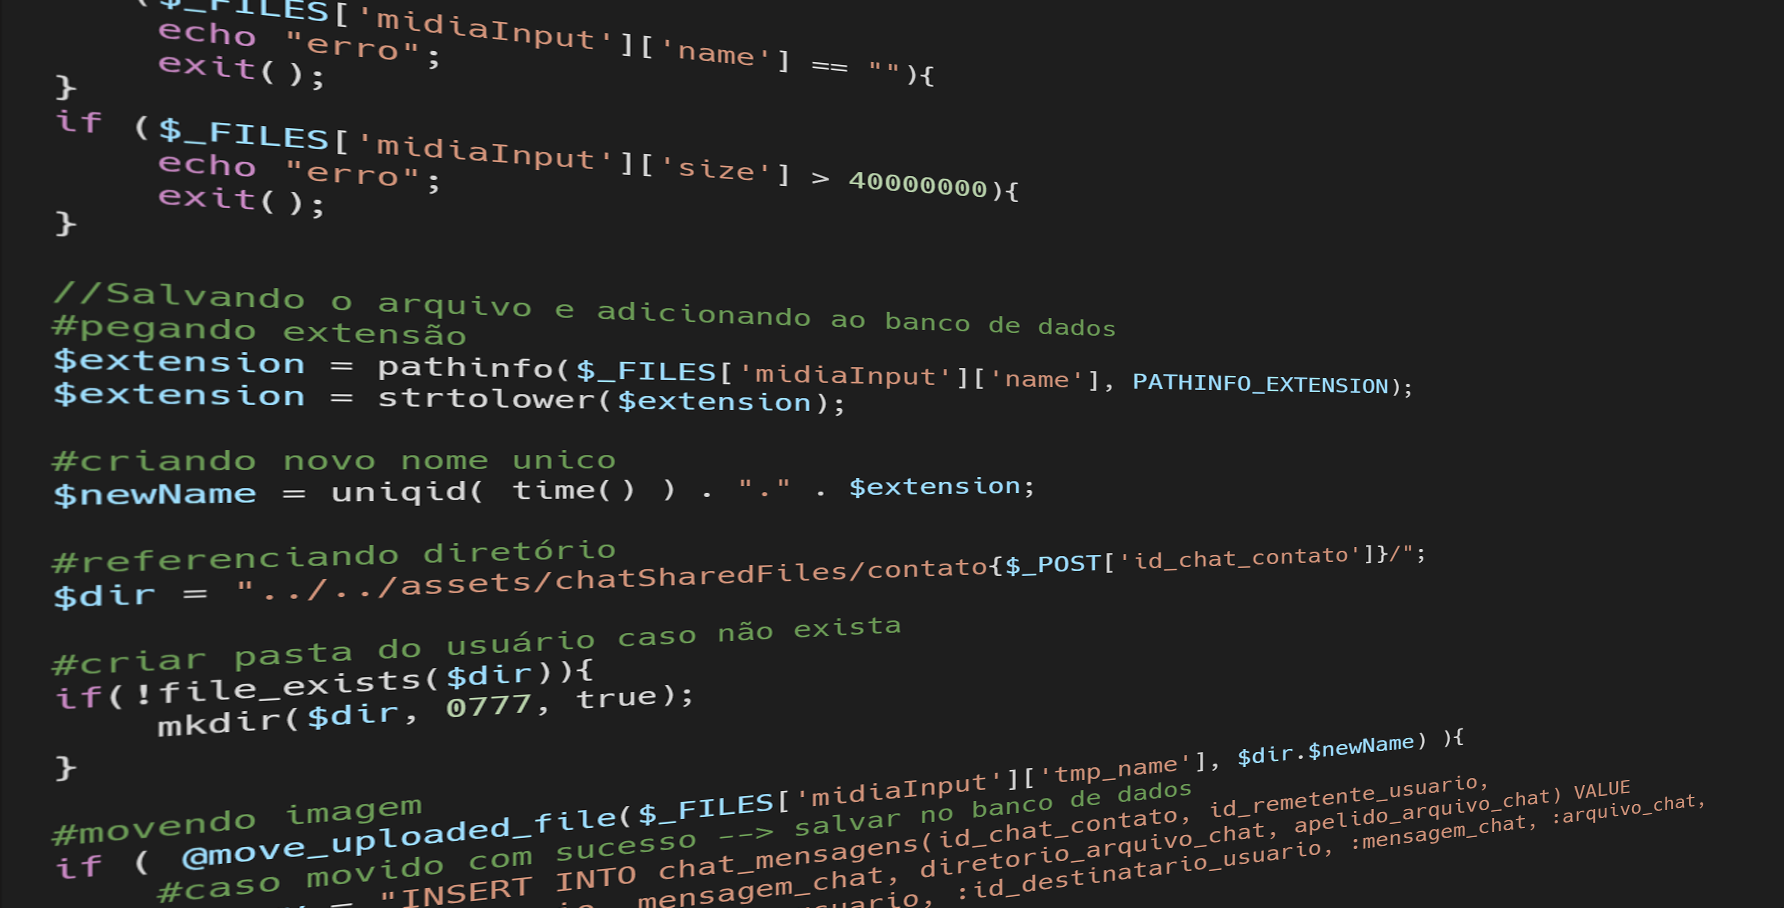 ($_FILES['midiaInput']['name'] == ""){
echo "erro";
exit();
}
if ($_FILES['midiaInput']['size'] > 40000000){
echo "erro";
exit();
}
//Salvando o arquivo e adicionando ao banco de dados
#pegando extensão
$extension = pathinfo($_FILES['midiaInput']['name'], PATHINFO_EXTENSION);
$extension = strtolower($extension);
#criando novo nome unico
$newName = uniqid( time() ) . "." . $extension;
#referenciando diretório
$dir = "../../assets/chatSharedFiles/contato{$_POST['id_chat_contato']}/";
#criar pasta do usuário caso não exista
if(!file_exists($dir)){
mkdir($dir, 0777, true);
}
#movendo imagem
if ( @move_uploaded_file($_FILES['midiaInput']['tmp_name'], $dir.$newName) ){
#caso movido com sucesso --> salvar no banco de dados
= "INSERT INTO chat_mensagens(id_chat_contato, id_remetente_usuario,
mensagem_chat, diretorio_arquivo_chat, apelido_arquivo_chat) VALUE
:id_destinatario_usuario, :mensagem_chat, :arquivo_chat,